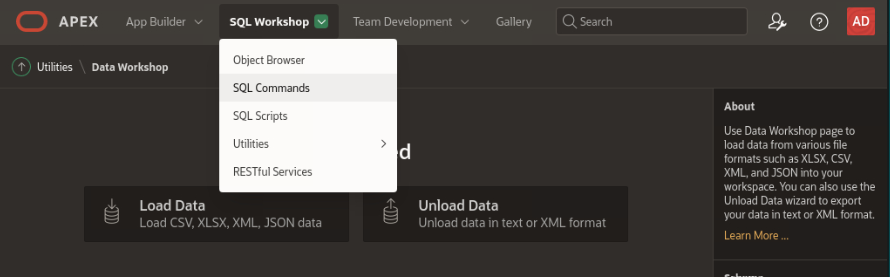 APEX App Builder SQL Workshop Team Development Gallery Search AD
Utilities \ Data Workshop
Object Browser
SQL Commands
SQL Scripts
Utilities
RESTful Services
Load Data
Load CSV, XLSX, XML, JSON data
Unload Data
Unload data in text or XML format
About
Use Data Workshop page to
load data from various file
formats such as XLSX, CSV,
XML, and JSON into your
workspace. You can also use the
Unload Data wizard to export
your data in text or XML format.
Learn More ...